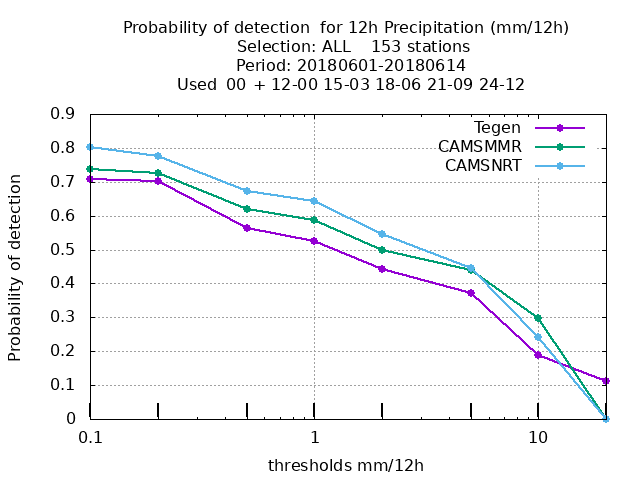 Probability of detection  for 12h Precipitation (mm/12h)
Selection: ALL    153 stations
Period: 20180601-20180614
Used  00 + 12-00 15-03 18-06 21-09 24-12
Probability of detection
0.9
0.8
0.7
0.6
0.5
0.4
0.3
0.2
0.1
0
Tegen
CAMSMMR
CAMSNRT
0.1
1
10
thresholds mm/12h